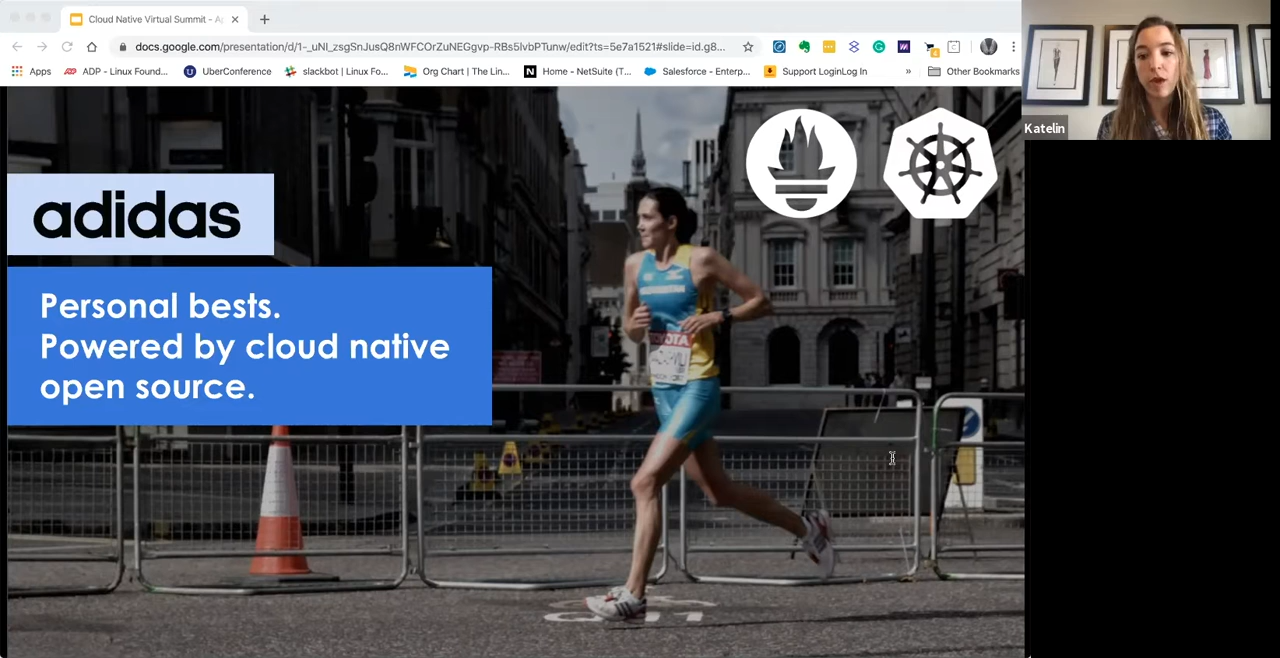 Cloud Native Virtual Summit - A
docs.google.com/presentation/d/1-_uNl_zsgSnJusQ8nWFCOrZuNEGgvp-RBs5lvbPTunw/edit?ts=5e7a1521#slide=id.g8...
Apps
ADP - Linux Found...
UberConference
slackbot | Linux Fo...
Org Chart | The Lin...
Home - NetSuite (T...
Salesforce - Enterp...
Support LoginLog In
»
Other Bookmarks
Katelin
adidas
Personal bests.
Powered by cloud native
open source.
TOYOTA